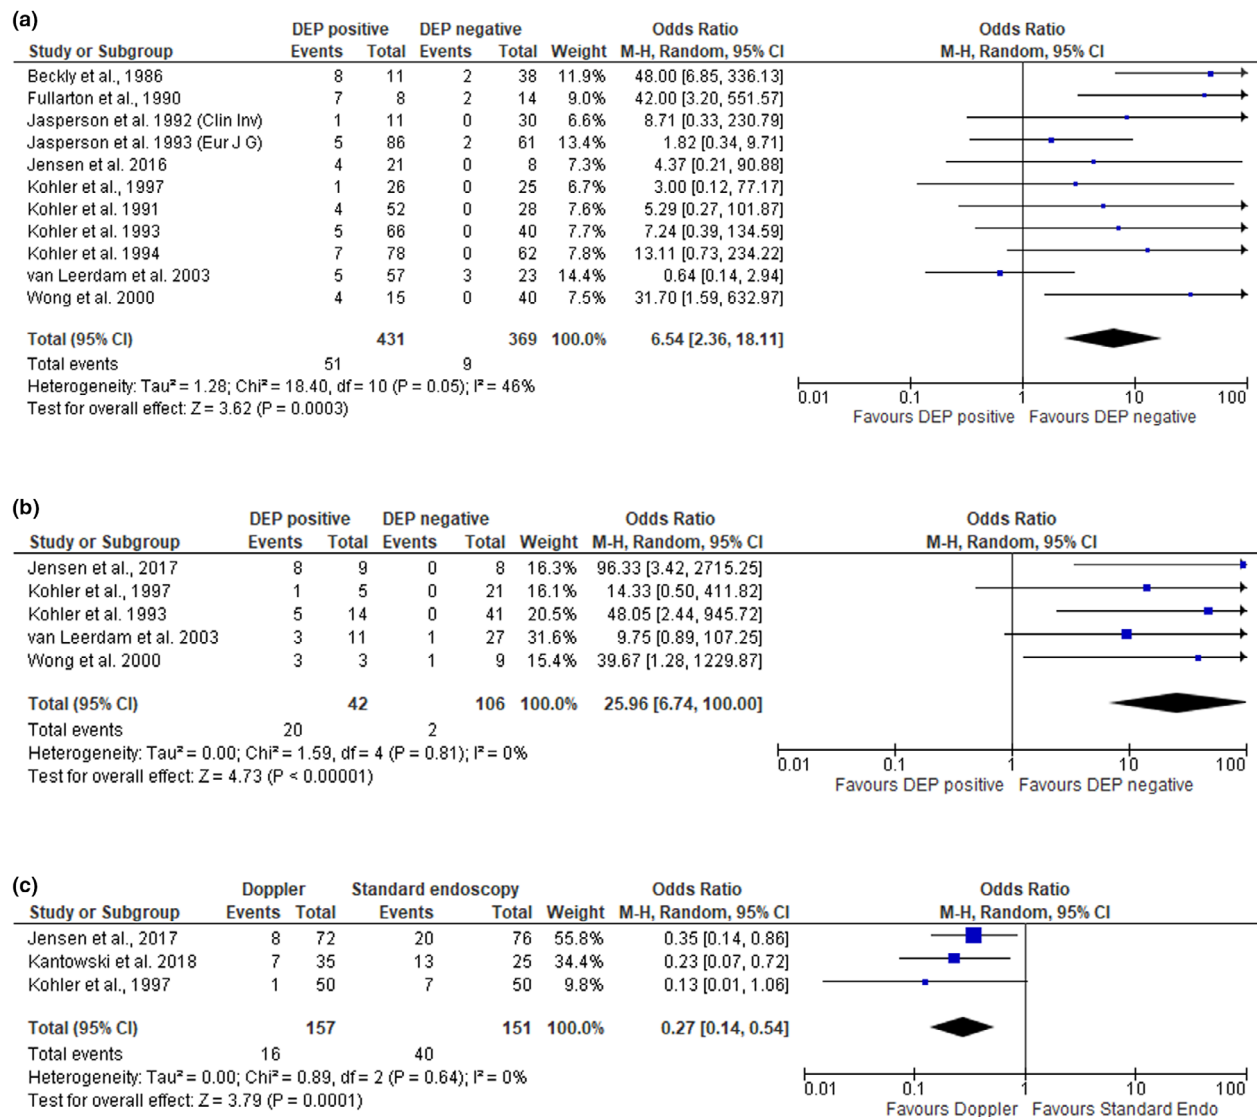 (a)
DEP positive DEP negative Odds Ratio Odds Ratio
Study or Subgroup Events Total Events Total Weight M-H, Random, 95% CI M-H, Random, 95% CI
Beckly et al., 1986 8 11 2 38 11.9% 48.00 [6.85, 336.13]
Fullarton et al., 1990 7 8 2 14 9.0% 42.00 [3.20, 551.57]
Jasperson et al. 1992 (Clin Inv) 1 11 0 30 6.6% 8.71 [0.33, 230.79]
Jasperson et al. 1993 (Eur J G) 5 86 2 61 13.4% 1.82 [0.34, 9.71]
Jensen et al. 2016 4 21 0 8 7.3% 4.37 [0.21, 90.88]
Kohler et al., 1997 1 26 0 25 6.7% 3.00 [0.12, 77.17]
Kohler et al. 1991 4 52 0 28 7.6% 5.29 [0.27, 101.87]
Kohler et al. 1993 5 66 0 40 7.7% 7.24 [0.39, 134.59]
Kohler et al. 1994 7 78 0 62 7.8% 13.11 [0.73, 234.22]
van Leerdam et al. 2003 5 57 3 23 14.4% 0.64 [0.14, 2.94]
Wong et al. 2000 4 15 0 40 7.5% 31.70 [1.59, 632.97]
Total (95% CI) 431 369 100.0% 6.54 [2.36, 18.11]
Total events 51 9
Heterogeneity: Tau² = 1.28; Chi² = 18.40, df = 10 (P = 0.05); I² = 46%
Test for overall effect: Z = 3.62 (P = 0.0003)
0.01 0.1 1 10 100
Favours DEP positive Favours DEP negative
(b)
DEP positive DEP negative Odds Ratio Odds Ratio
Study or Subgroup Events Total Events Total Weight M-H, Random, 95% CI M-H, Random, 95% CI
Jensen et al., 2017 8 9 0 8 16.3% 96.33 [3.42, 2715.25]
Kohler et al., 1997 1 5 0 21 16.1% 14.33 [0.50, 411.82]
Kohler et al. 1993 5 14 0 41 20.5% 48.05 [2.44, 945.72]
van Leerdam et al. 2003 3 11 1 27 31.6% 9.75 [0.89, 107.25]
Wong et al. 2000 3 3 1 9 15.4% 39.67 [1.28, 1229.87]
Total (95% CI) 42 106 100.0% 25.96 [6.74, 100.00]
Total events 20 2
Heterogeneity: Tau² = 0.00; Chi² = 1.59, df = 4 (P = 0.81); I² = 0%
Test for overall effect: Z = 4.73 (P < 0.00001)
0.01 0.1 1 10 100
Favours DEP positive Favours DEP negative
(c)
Doppler Standard endoscopy Odds Ratio Odds Ratio
Study or Subgroup Events Total Events Total Weight M-H, Random, 95% CI M-H, Random, 95% CI
Jensen et al., 2017 8 72 20 76 55.8% 0.35 [0.14, 0.86]
Kantowski et al. 2018 7 35 13 25 34.4% 0.23 [0.07, 0.72]
Kohler et al., 1997 1 50 7 50 9.8% 0.13 [0.01, 1.06]
Total (95% CI) 157 151 100.0% 0.27 [0.14, 0.54]
Total events 16 40
Heterogeneity: Tau² = 0.00; Chi² = 0.89, df = 2 (P = 0.64); I² = 0%
Test for overall effect: Z = 3.79 (P = 0.0001)
0.01 0.1 1 10 100
Favours Doppler Favours Standard Endo